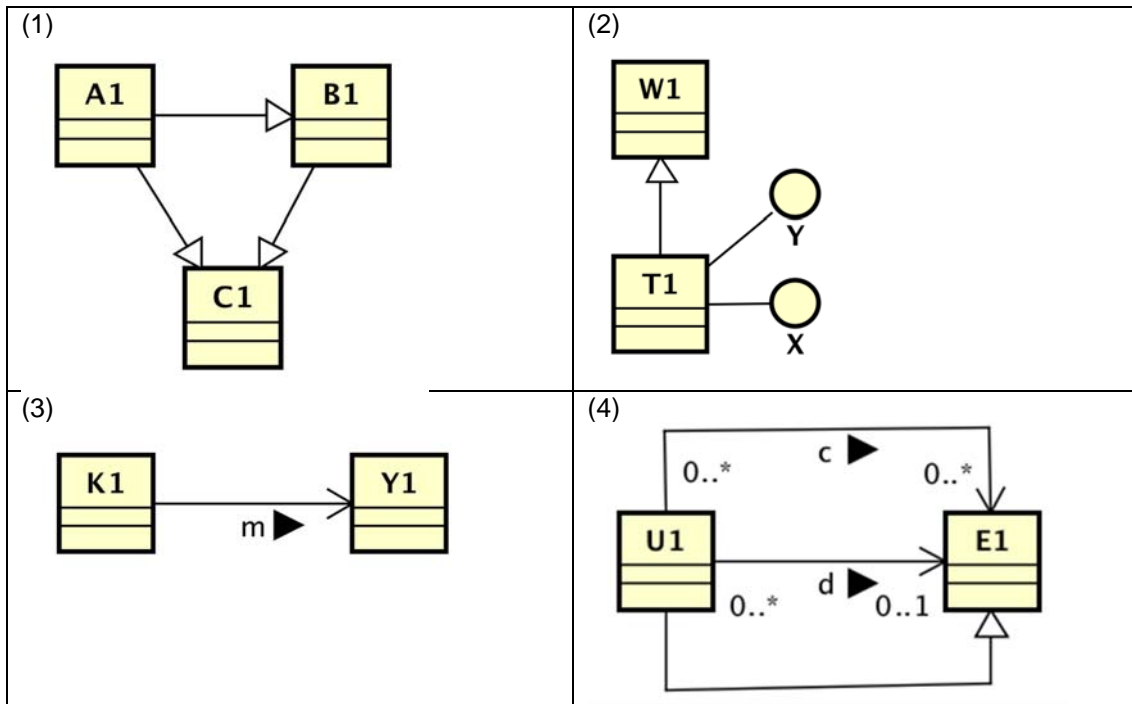 (1)
A1
B1
C1
(2)
W1
T1
Y
X
(3)
K1
Y1
m ▶
(4)
c ▶
0..*
0..*
U1
E1
d ▶
0..*
0..1